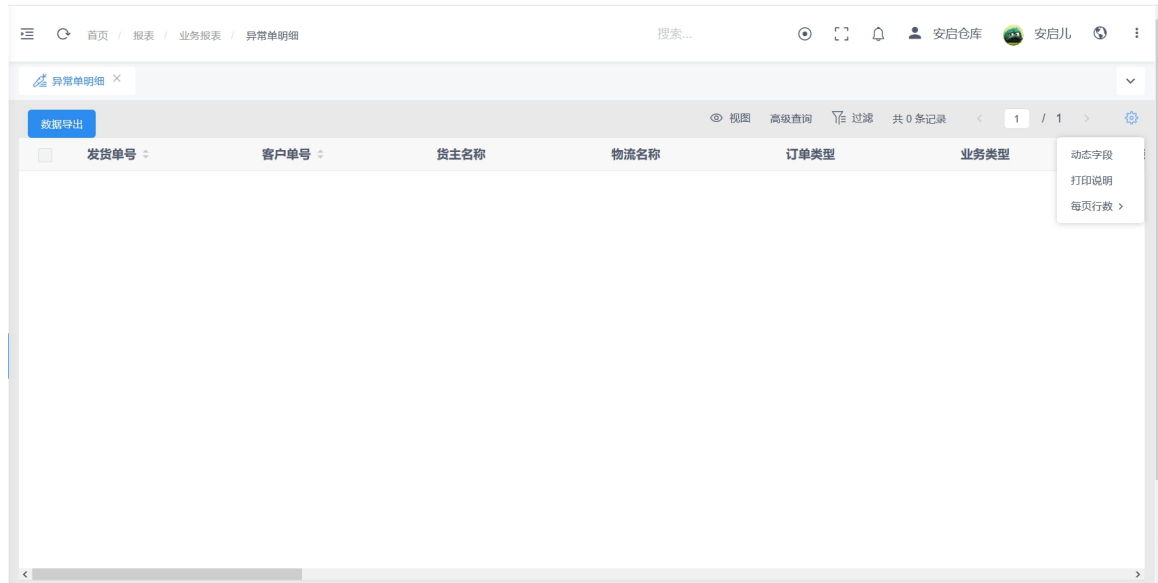 首页 / 报表 / 业务报表 / 异常单明细 搜索... 安启仓库 安启儿
异常单明细
数据导出 视图 高级查询 过滤 共 0 条记录 1 / 1
发货单号 客户单号 货主名称 物流名称 订单类型 业务类型
动态字段
打印说明
每页行数